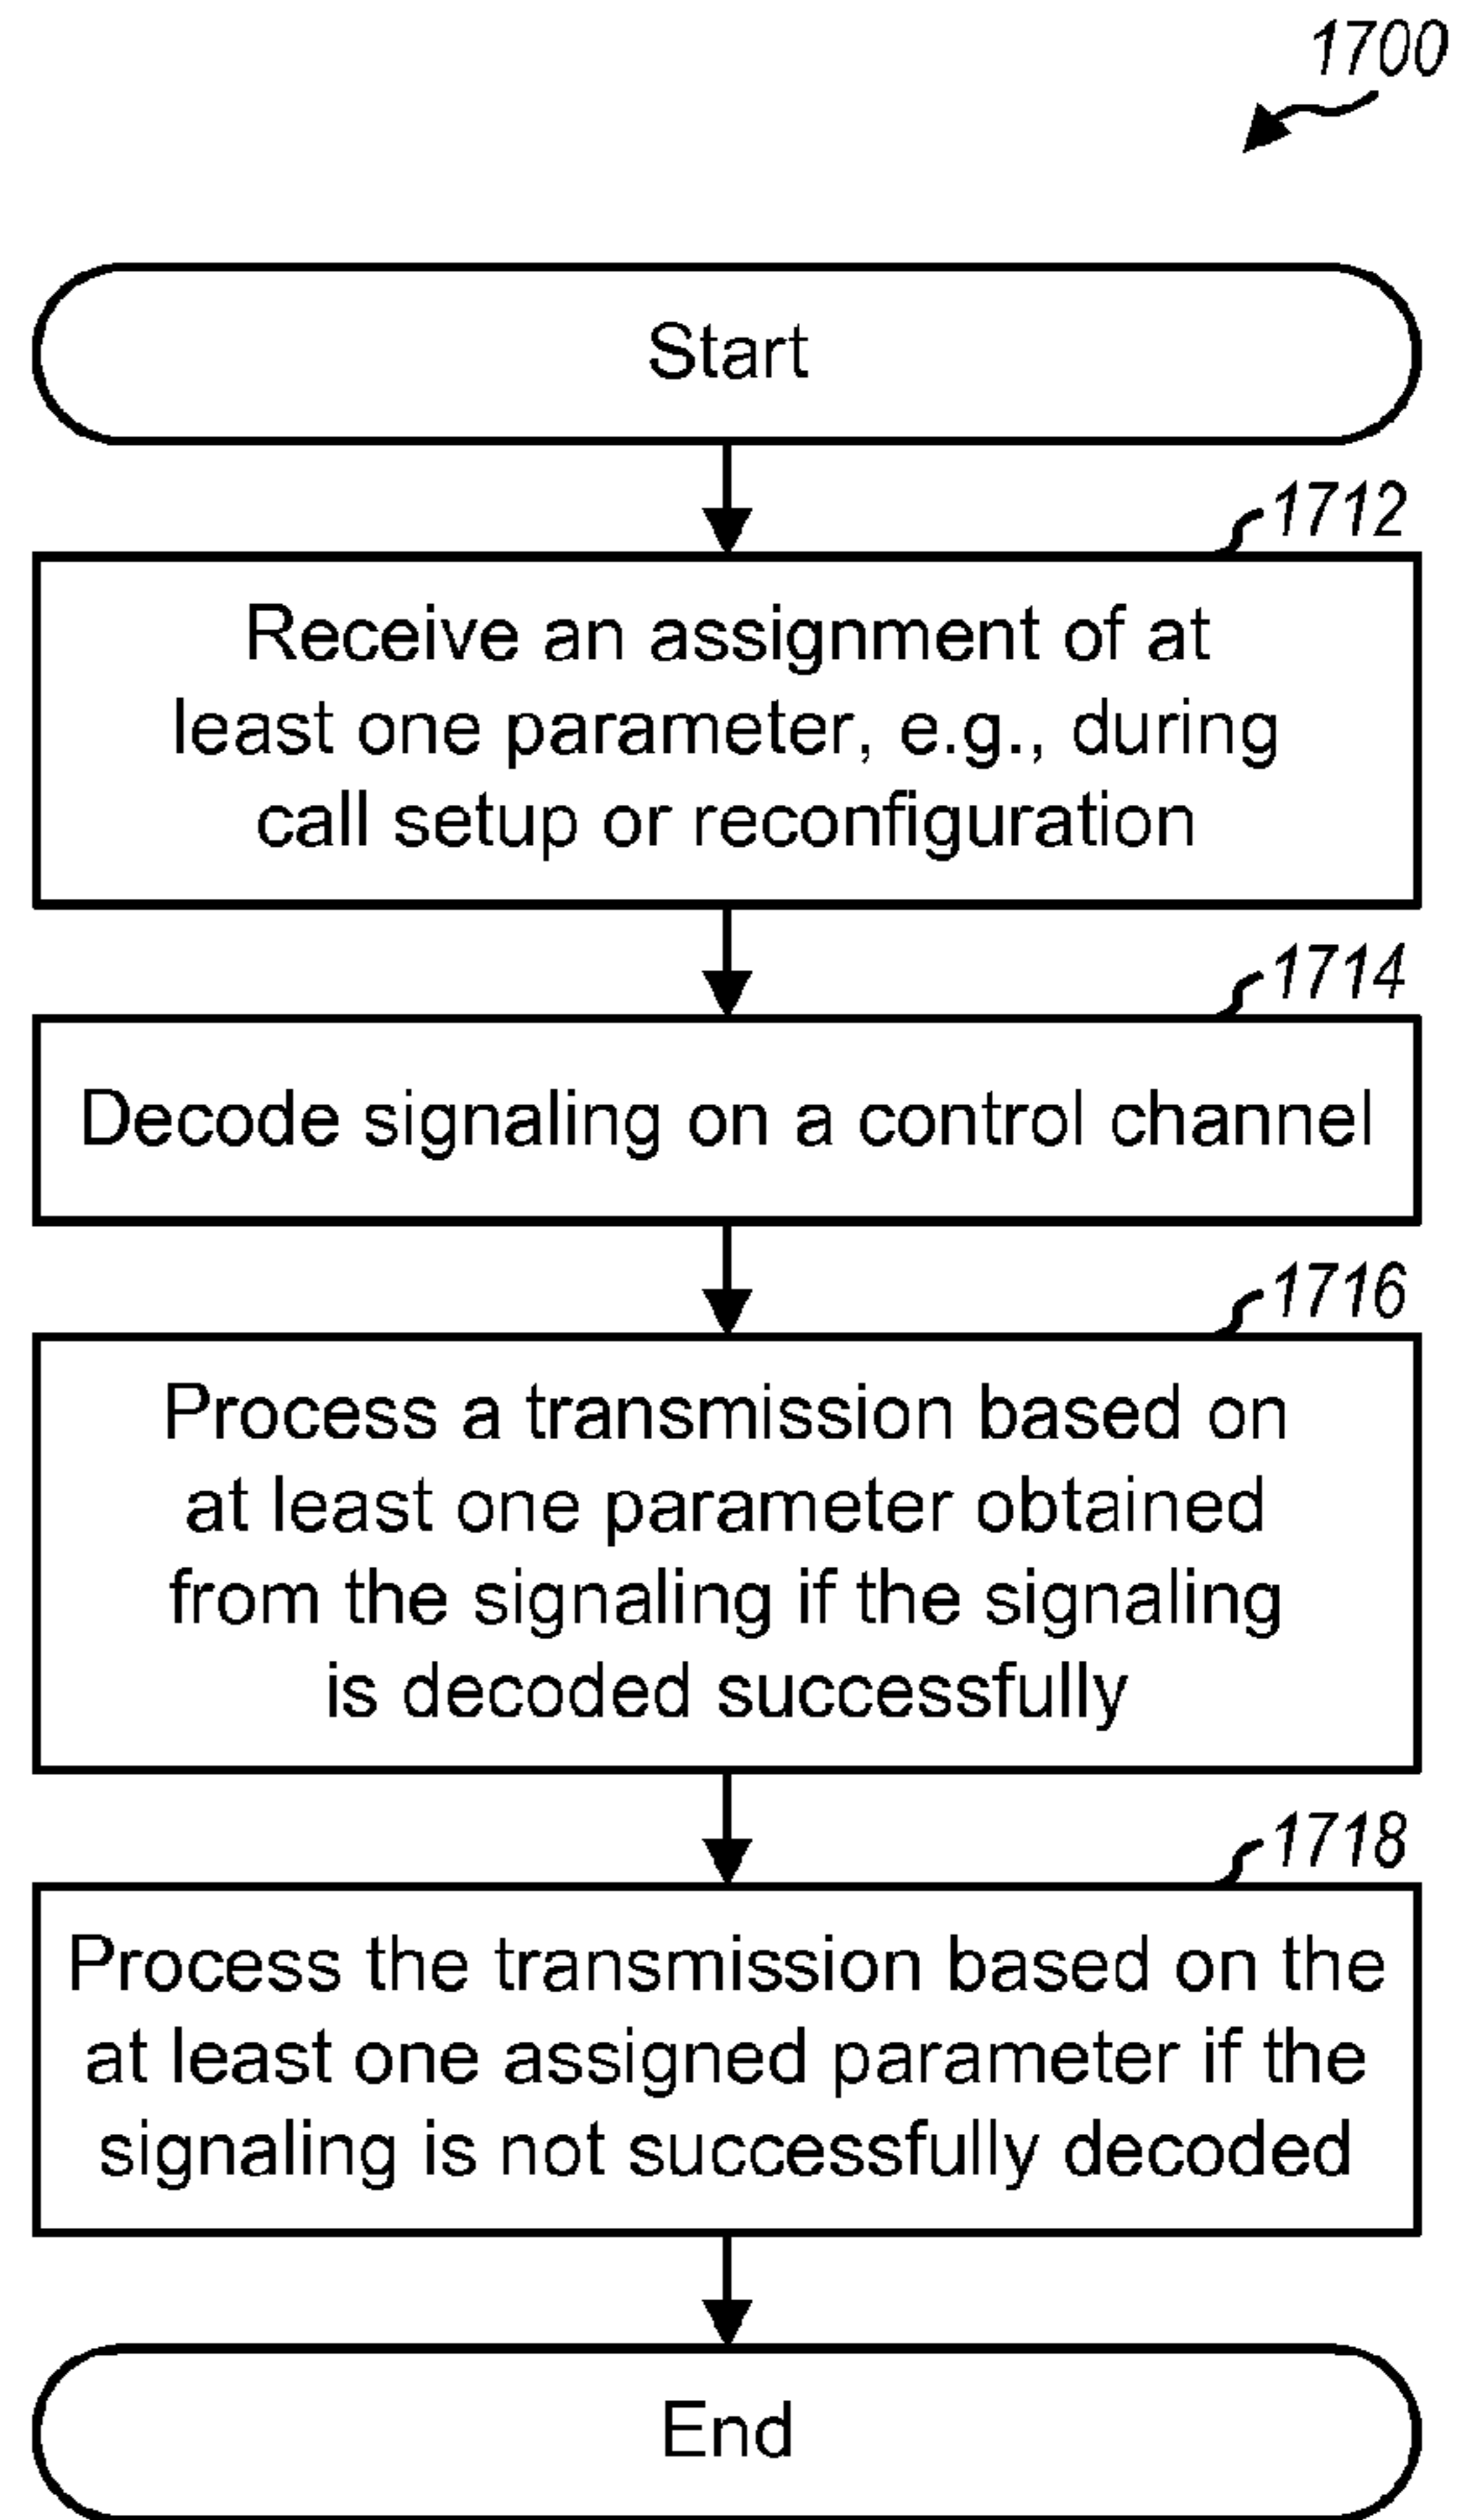 1700
Start
1712
Receive an assignment of at
least one parameter, e.g., during
call setup or reconfiguration
1714
Decode signaling on a control channel
1716
Process a transmission based on
at least one parameter obtained
from the signaling if the signaling
is decoded successfully
1718
Process the transmission based on the
at least one assigned parameter if the
signaling is not successfully decoded
End